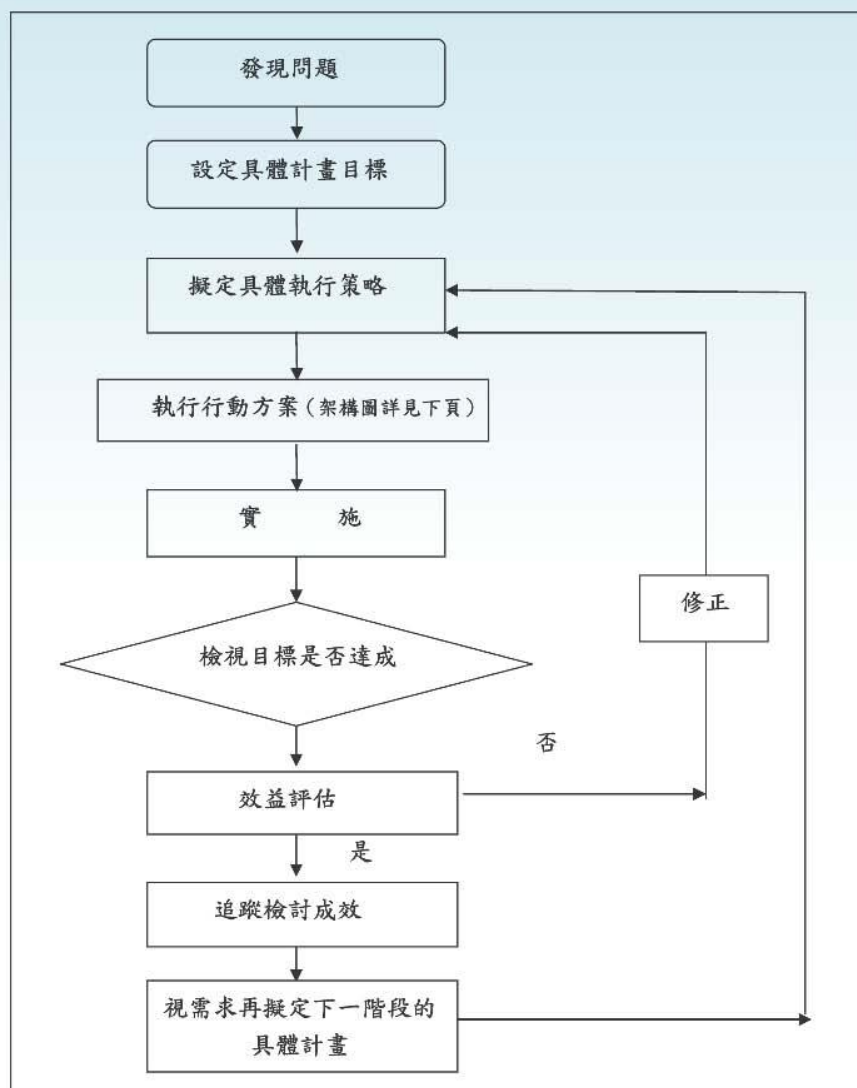 發現問題
設定具體計畫目標
擬定具體執行策略
執行行動方案（架構圖詳見下頁）
實 施
修正
檢視目標是否達成
否
效益評估
是
追蹤檢討成效
視需求再擬定下一階段的
具體計畫